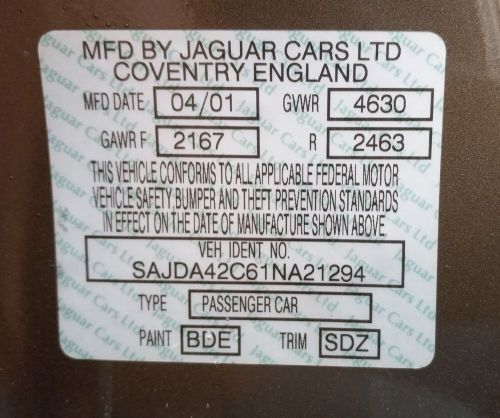 MFD BY JAGUAR CARS LTD
COVENTRY ENGLAND
MFD DATE 04/01 GVWR 4630
GAWR F 2167 R 2463
THIS VEHICLE CONFORMS TO ALL APPLICABLE FEDERAL MOTOR
VEHICLE SAFETY BUMPER AND THEFT PREVENTION STANDARDS
IN EFFECT ON THE DATE OF MANUFACTURE SHOWN ABOVE.
VEH. IDENT. NO.
SAJDA42C61NA21294
TYPE PASSENGER CAR
PAINT BDE TRIM SDZ